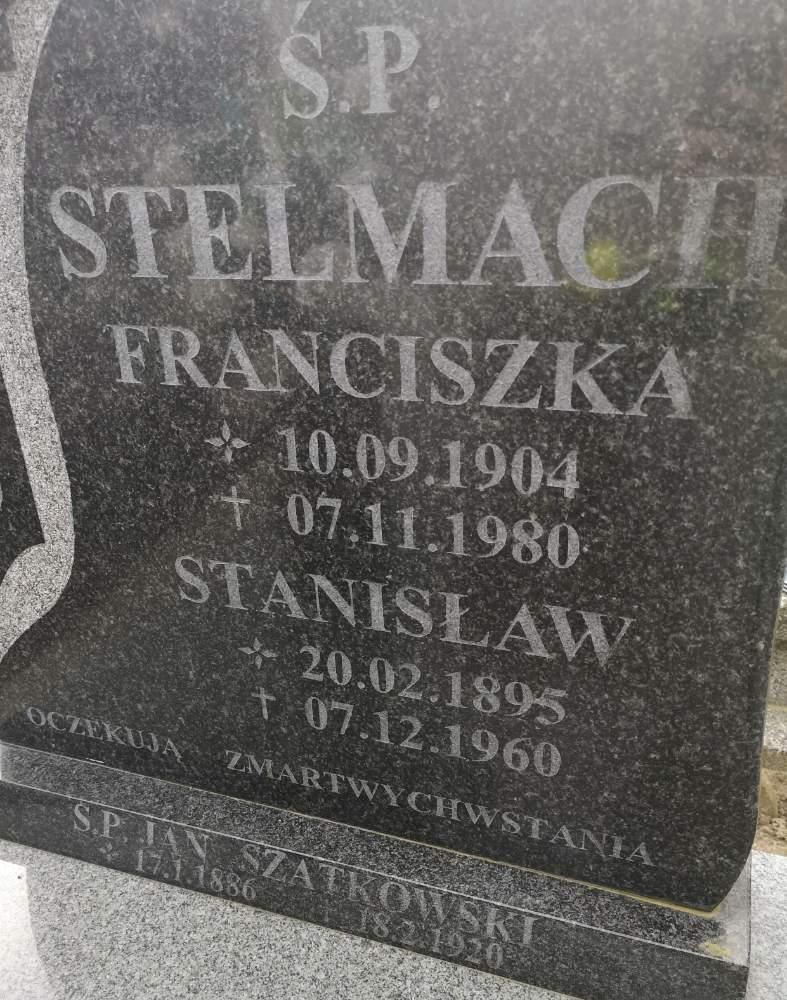 Ś.P.
STELMACH
FRANCISZKA
10.09.1904
07.11.1980
STANISŁAW
20.02.1895
07.12.1960
OCZEKUJĄ ZMARTWYCHWSTANIA
Ś.P. JAN SZATKOWSKI
17.1.1886 18.2.1920